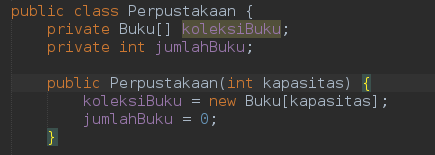 public class Perpustakaan {
    private Buku[] koleksiBuku;
    private int jumlahBuku;

    public Perpustakaan(int kapasitas) {
        koleksiBuku = new Buku[kapasitas];
        jumlahBuku = 0;
    }